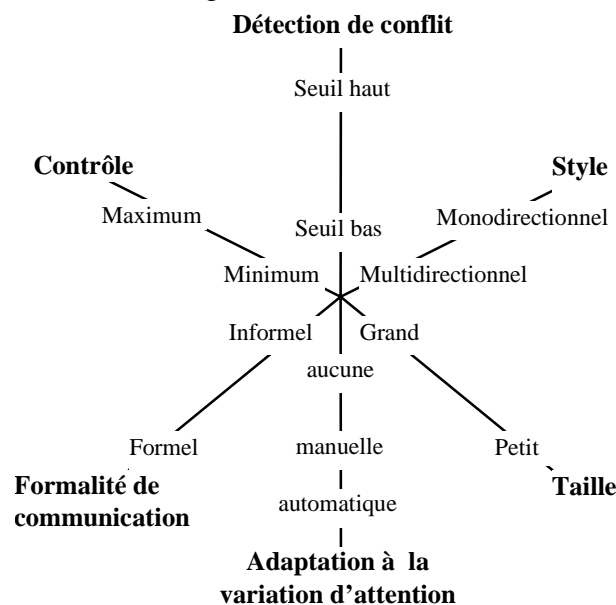 Détection de conflit
Seuil haut
Contrôle
Style
Maximum
Monodirectionnel
Seuil bas
Minimum
Multidirectionnel
Informel
Grand
aucune
Formel
manuelle
Petit
Formalité de
communication
automatique
Taille
Adaptation à la
variation d'attention